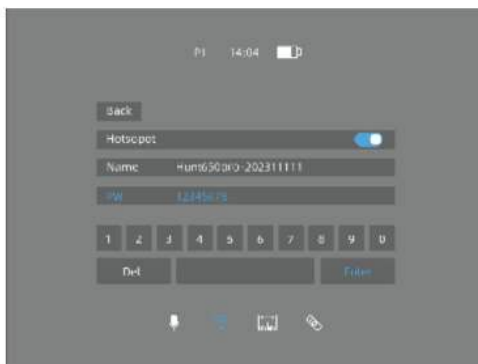 P1 14:04
Back
Hotsopot
Name Hunt650pro-202311111
PW 12345678
1 2 3 4 5 6 7 8 9 0
Del Enter